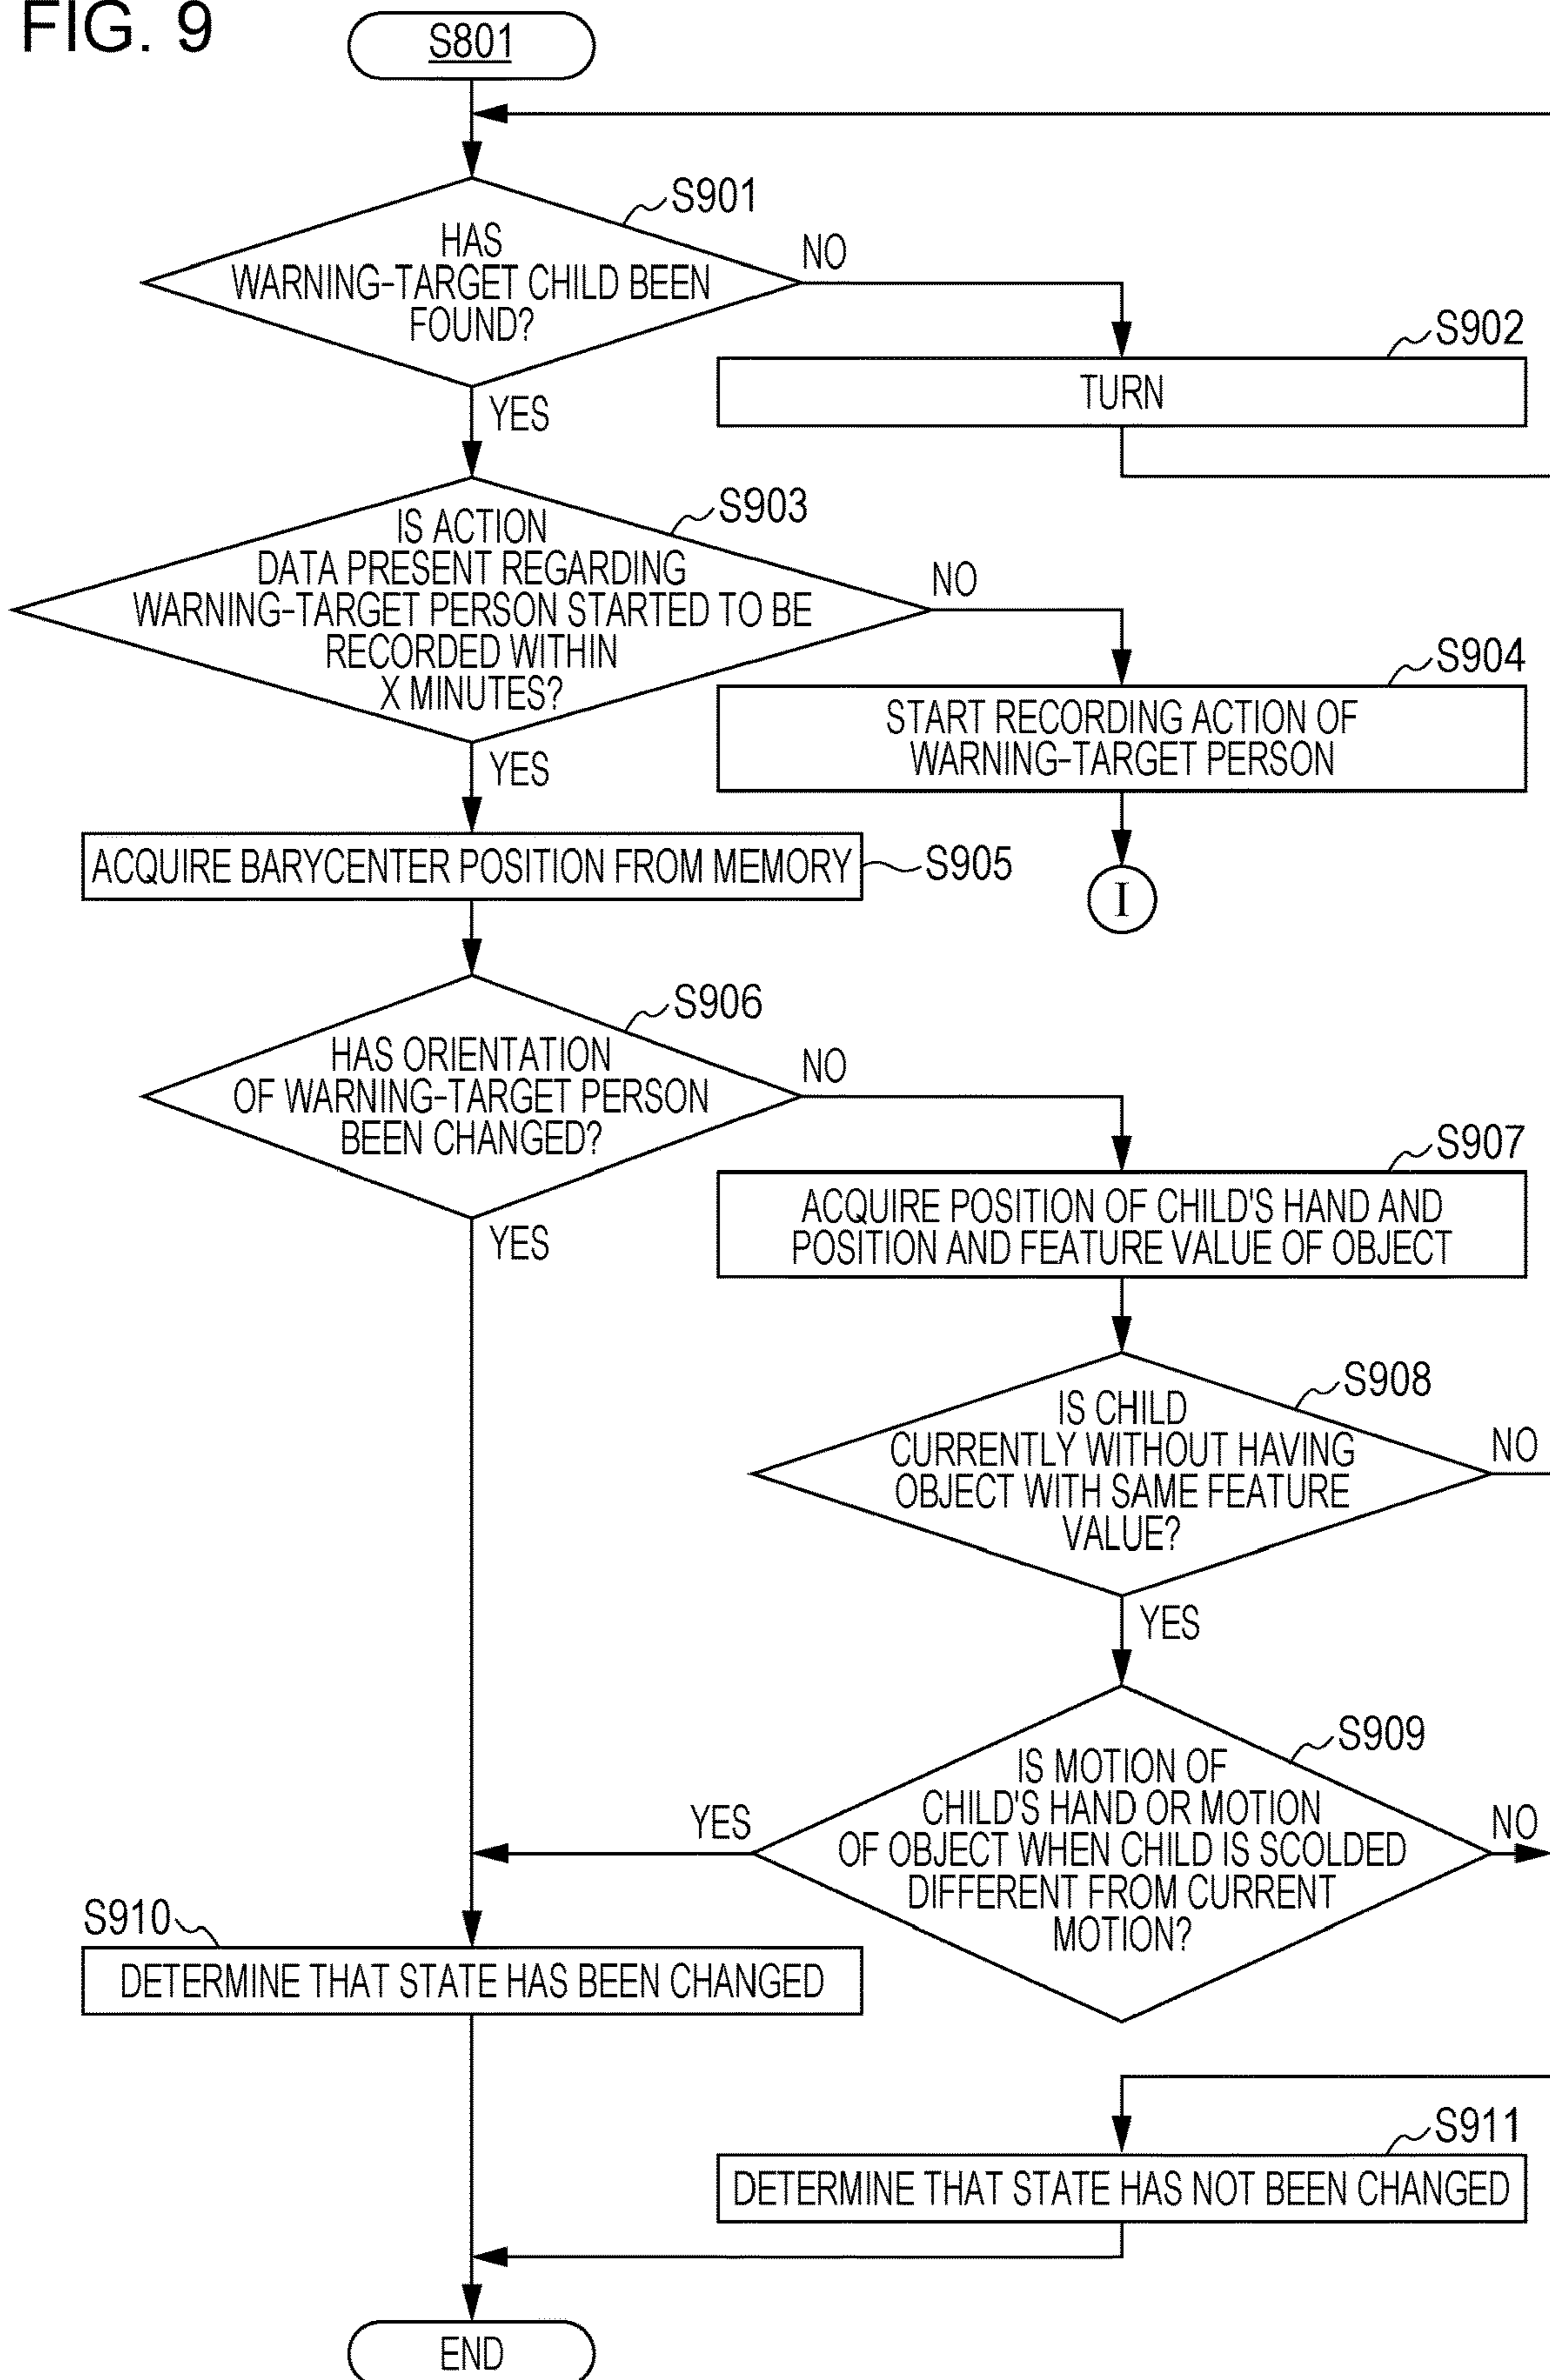 FIG. 9
S801
S901
HAS
WARNING-TARGET CHILD BEEN
FOUND?
NO
YES
S902
TURN
S903
IS ACTION
DATA PRESENT REGARDING
WARNING-TARGET PERSON STARTED TO BE
RECORDED WITHIN
X MINUTES?
NO
YES
S904
START RECORDING ACTION OF
WARNING-TARGET PERSON
I
ACQUIRE BARYCENTER POSITION FROM MEMORY
S905
S906
HAS ORIENTATION
OF WARNING-TARGET PERSON
BEEN CHANGED?
NO
YES
S907
ACQUIRE POSITION OF CHILD'S HAND AND
POSITION AND FEATURE VALUE OF OBJECT
S908
IS CHILD
CURRENTLY WITHOUT HAVING
OBJECT WITH SAME FEATURE
VALUE?
NO
YES
S909
IS MOTION OF
CHILD'S HAND OR MOTION
OF OBJECT WHEN CHILD IS SCOLDED
DIFFERENT FROM CURRENT
MOTION?
YES
NO
S910
DETERMINE THAT STATE HAS BEEN CHANGED
S911
DETERMINE THAT STATE HAS NOT BEEN CHANGED
END